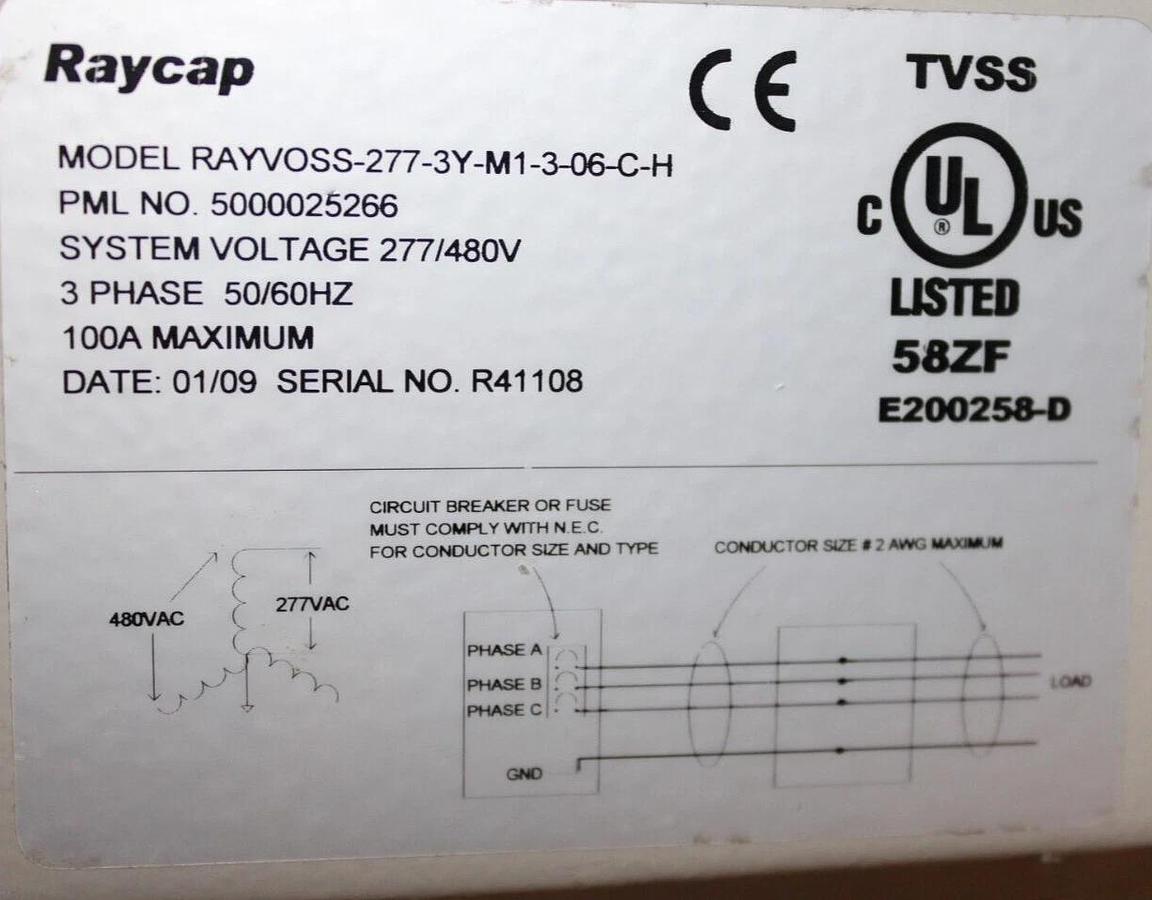 Raycap
CE
TVSS
MODEL RAYVOSS-277-3Y-M1-3-06-C-H
PML NO. 5000025266
SYSTEM VOLTAGE 277/480V
3 PHASE 50/60HZ
100A MAXIMUM
DATE: 01/09 SERIAL NO. R41108
C UL ® US
LISTED
58ZF
E200258-D
CIRCUIT BREAKER OR FUSE
MUST COMPLY WITH N.E.C.
FOR CONDUCTOR SIZE AND TYPE
CONDUCTOR SIZE # 2 AWG MAXIMUM
480VAC
277VAC
PHASE A
PHASE B
PHASE C
GND
LOAD